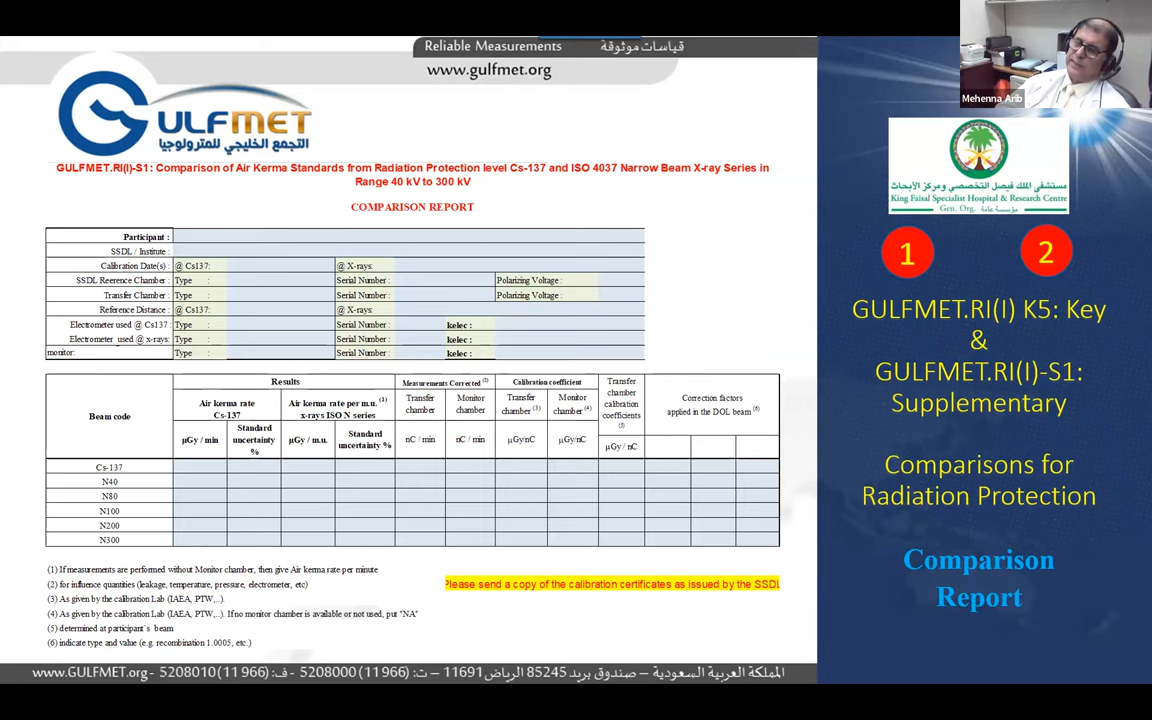 Reliable Measurements قياسات موثوقة
www.gulfmet.org
GULFMET
التجمع الخليجي للمترولوجيا
GULFMET.RI(I)-S1: Comparison of Air Kerma Standards from Radiation Protection level Cs-137 and ISO 4037 Narrow Beam X-ray Series in
Range 40 kV to 300 kV
COMPARISON REPORT
Participant :
SSDL / Institute :
Calibration Date(s) : @ Cs137: @ X-rays:
SSDL Reerence Chamber : Type : Serial Number : Polarizing Voltage :
Transfer Chamber : Type : Serial Number : Polarizing Voltage :
Reference Distance : @ Cs137: @ X-rays:
Electrometer used @ Cs137 : Type : Serial Number : kelec :
Electrometer used @ x-rays: Type : Serial Number : kelec :
monitor: Type : Serial Number : kelec :
Beam code
Results
Air kerma rate
Cs-137
Air kerma rate per m.u. (1)
x-rays ISO N series
µGy / min
Standard
uncertainty
%
µGy / m.u.
Standard
uncertainty %
Measurements Corrected (2)
Transfer
chamber
Monitor
chamber
nC / min
nC / min
Calibration coefficient
Transfer
chamber (3)
Monitor
chamber (4)
µGy/nC
µGy/nC
Transfer
chamber
calibration
coefficients
(5)
µGy / nC
Correction factors
applied in the DOL beam (6)
Cs-137
N40
N80
N100
N200
N300
(1) If measurements are performed without Monitor chamber, then give Air kerma rate per minute
(2) for influence quantities (leakage, temperature, pressure, electrometer, etc)
(3) As given by the calibration Lab (IAEA, PTW,..).
(4) As given by the calibration Lab (IAEA, PTW,..). If no monitor chamber is available or not used, put "NA"
(5) determined at participant`s beam
(6) indicate type and value (e.g. recombination 1.0005, etc.)
Please send a copy of the calibration certificates as issued by the SSDL
المملكة العربية السعودية – صندوق بريد 85245 الرياض 11691 – ت: (966 11) 5208000 - ف: (966 11) 5208010 - www.GULFMET.org
Mehenna Arib
مستشفى الملك فيصل التخصصي ومركز الأبحاث
King Faisal Specialist Hospital & Research Centre
Gen. Org. مؤسسة عامة
1 2
GULFMET.RI(I) K5: Key
&
GULFMET.RI(I)-S1:
Supplementary
Comparisons for
Radiation Protection
Comparison
Report